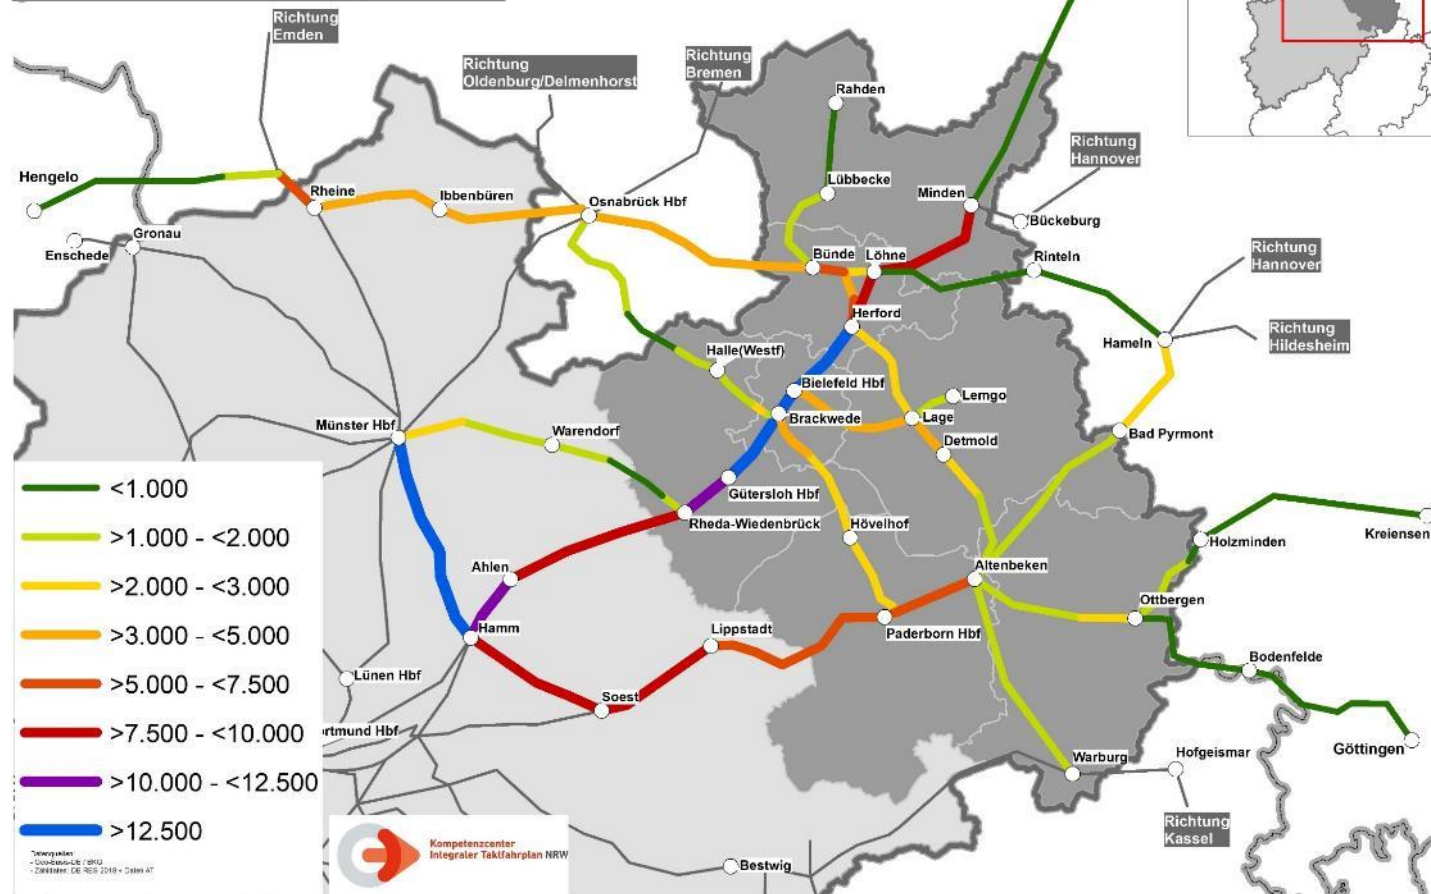 Richtung
Emden
Richtung
Oldenburg/Delmenhorst
Richtung
Bremen
Rahden
Richtung
Hannover
Hengelo
Rheine
Ibbenbüren
Osnabrück Hbf
Lübbecke
Minden
Bückeburg
Gronau
Enschede
Bünde
Löhne
Rinteln
Richtung
Hannover
Herford
Richtung
Hildesheim
Hameln
Halle(Westf)
Bielefeld Hbf
Lemgo
Brackwede
Lage
Münster Hbf
Warendorf
Detmold
Bad Pyrmont
Gütersloh Hbf
Rheda-Wiedenbrück
Hövelhof
Holzminden
Kreiensen
Ahlen
Altenbeken
Ottbergen
Hamm
Lippstadt
Paderborn Hbf
Bodenfelde
Lünen Hbf
Soest
rtmund Hbf
Warburg
Hofgeismar
Göttingen
Richtung
Kassel
Bestwig
<1.000
>1.000 - <2.000
>2.000 - <3.000
>3.000 - <5.000
>5.000 - <7.500
>7.500 - <10.000
>10.000 - <12.500
>12.500
Datenquellen:
Kompetenzcenter
Integraler Taktfahrplan NRW